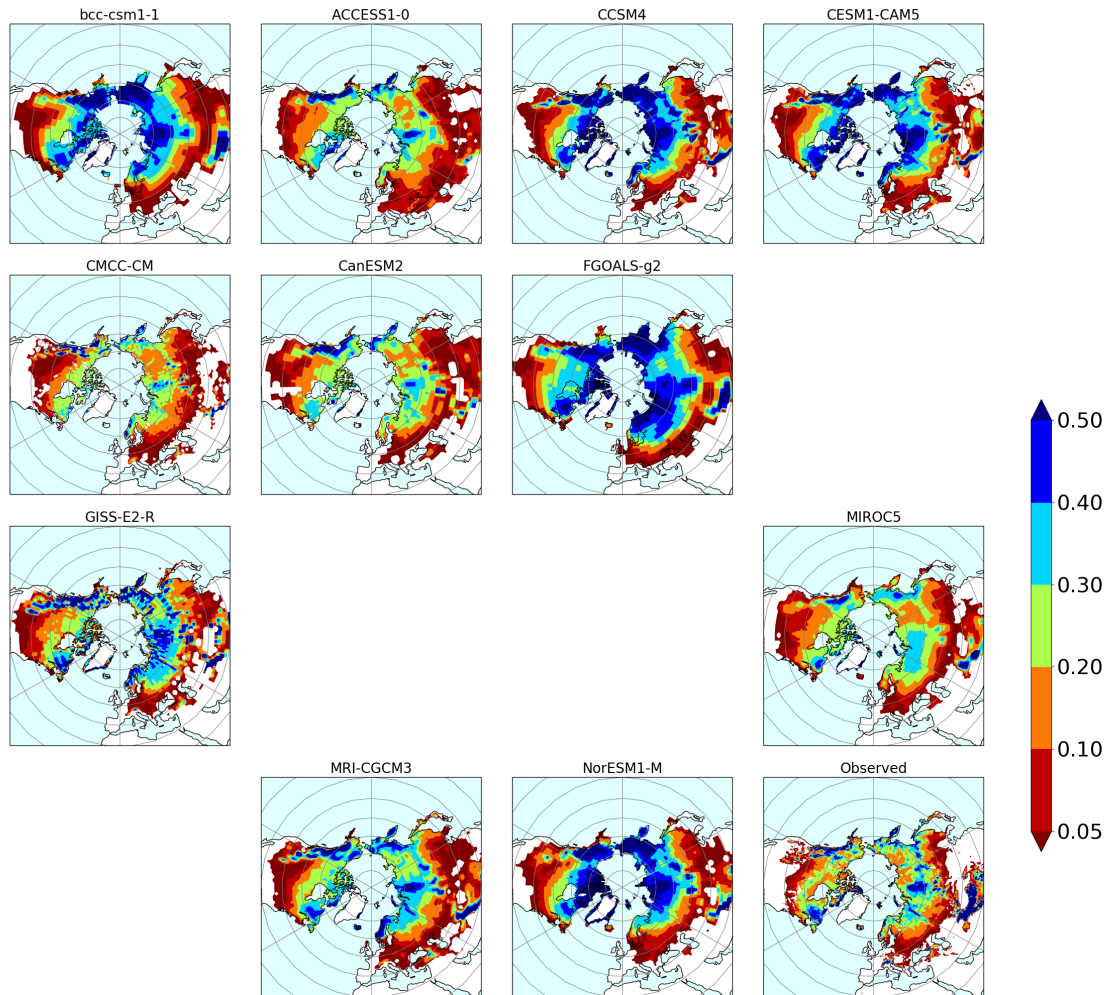 bcc-csm1-1
ACCESS1-0
CCSM4
CESM1-CAM5
CMCC-CM
CanESM2
FGOALS-g2
GISS-E2-R
MIROC5
MRI-CGCM3
NorESM1-M
Observed
0.50
0.40
0.30
0.20
0.10
0.05